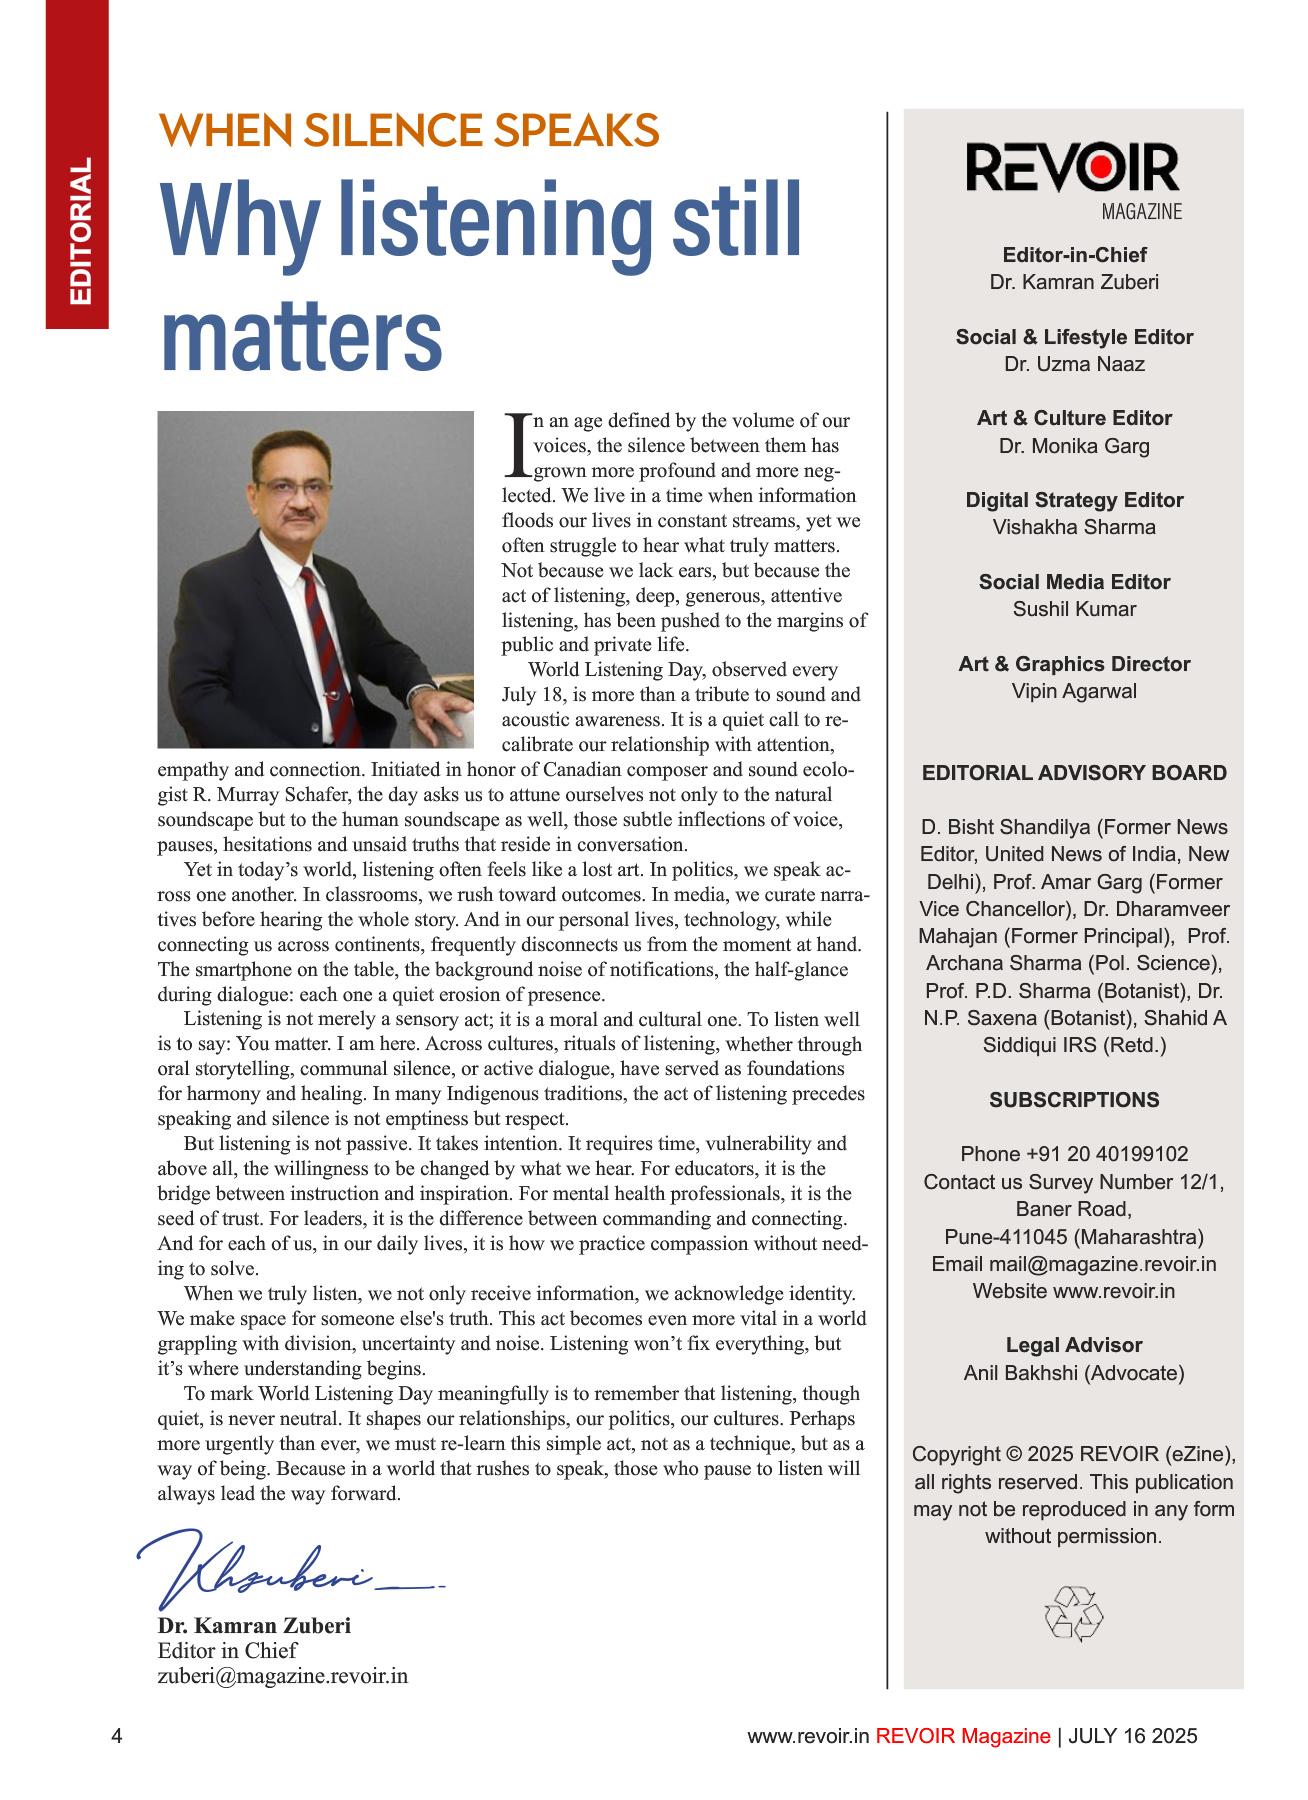 EDITORIAL
WHEN SILENCE SPEAKS
Why listening still
matters
In an age defined by the volume of our
voices, the silence between them has
grown more profound and more neg-
lected. We live in a time when information
floods our lives in constant streams, yet we
often struggle to hear what truly matters.
Not because we lack ears, but because the
act of listening, deep, generous, attentive
listening, has been pushed to the margins of
public and private life.
World Listening Day, observed every
July 18, is more than a tribute to sound and
acoustic awareness. It is a quiet call to re-
calibrate our relationship with attention,
empathy and connection. Initiated in honor of Canadian composer and sound ecolo-
gist R. Murray Schafer, the day asks us to attune ourselves not only to the natural
soundscape but to the human soundscape as well, those subtle inflections of voice,
pauses, hesitations and unsaid truths that reside in conversation.
Yet in today’s world, listening often feels like a lost art. In politics, we speak ac-
ross one another. In classrooms, we rush toward outcomes. In media, we curate narra-
tives before hearing the whole story. And in our personal lives, technology, while
connecting us across continents, frequently disconnects us from the moment at hand.
The smartphone on the table, the background noise of notifications, the half-glance
during dialogue: each one a quiet erosion of presence.
Listening is not merely a sensory act; it is a moral and cultural one. To listen well
is to say: You matter. I am here. Across cultures, rituals of listening, whether through
oral storytelling, communal silence, or active dialogue, have served as foundations
for harmony and healing. In many Indigenous traditions, the act of listening precedes
speaking and silence is not emptiness but respect.
But listening is not passive. It takes intention. It requires time, vulnerability and
above all, the willingness to be changed by what we hear. For educators, it is the
bridge between instruction and inspiration. For mental health professionals, it is the
seed of trust. For leaders, it is the difference between commanding and connecting.
And for each of us, in our daily lives, it is how we practice compassion without need-
ing to solve.
When we truly listen, we not only receive information, we acknowledge identity.
We make space for someone else's truth. This act becomes even more vital in a world
grappling with division, uncertainty and noise. Listening won’t fix everything, but
it’s where understanding begins.
To mark World Listening Day meaningfully is to remember that listening, though
quiet, is never neutral. It shapes our relationships, our politics, our cultures. Perhaps
more urgently than ever, we must re-learn this simple act, not as a technique, but as a
way of being. Because in a world that rushes to speak, those who pause to listen will
always lead the way forward.
Khzuberi
Dr. Kamran Zuberi
Editor in Chief
zuberi@magazine.revoir.in
REVOIR
MAGAZINE
Editor-in-Chief
Dr. Kamran Zuberi
Social & Lifestyle Editor
Dr. Uzma Naaz
Art & Culture Editor
Dr. Monika Garg
Digital Strategy Editor
Vishakha Sharma
Social Media Editor
Sushil Kumar
Art & Graphics Director
Vipin Agarwal
EDITORIAL ADVISORY BOARD
D. Bisht Shandilya (Former News
Editor, United News of India, New
Delhi), Prof. Amar Garg (Former
Vice Chancellor), Dr. Dharamveer
Mahajan (Former Principal), Prof.
Archana Sharma (Pol. Science),
Prof. P.D. Sharma (Botanist), Dr.
N.P. Saxena (Botanist), Shahid A
Siddiqui IRS (Retd.)
SUBSCRIPTIONS
Phone +91 20 40199102
Contact us Survey Number 12/1,
Baner Road,
Pune-411045 (Maharashtra)
Email mail@magazine.revoir.in
Website www.revoir.in
Legal Advisor
Anil Bakhshi (Advocate)
Copyright © 2025 REVOIR (eZine),
all rights reserved. This publication
may not be reproduced in any form
without permission.
4
www.revoir.in REVOIR Magazine | JULY 16 2025